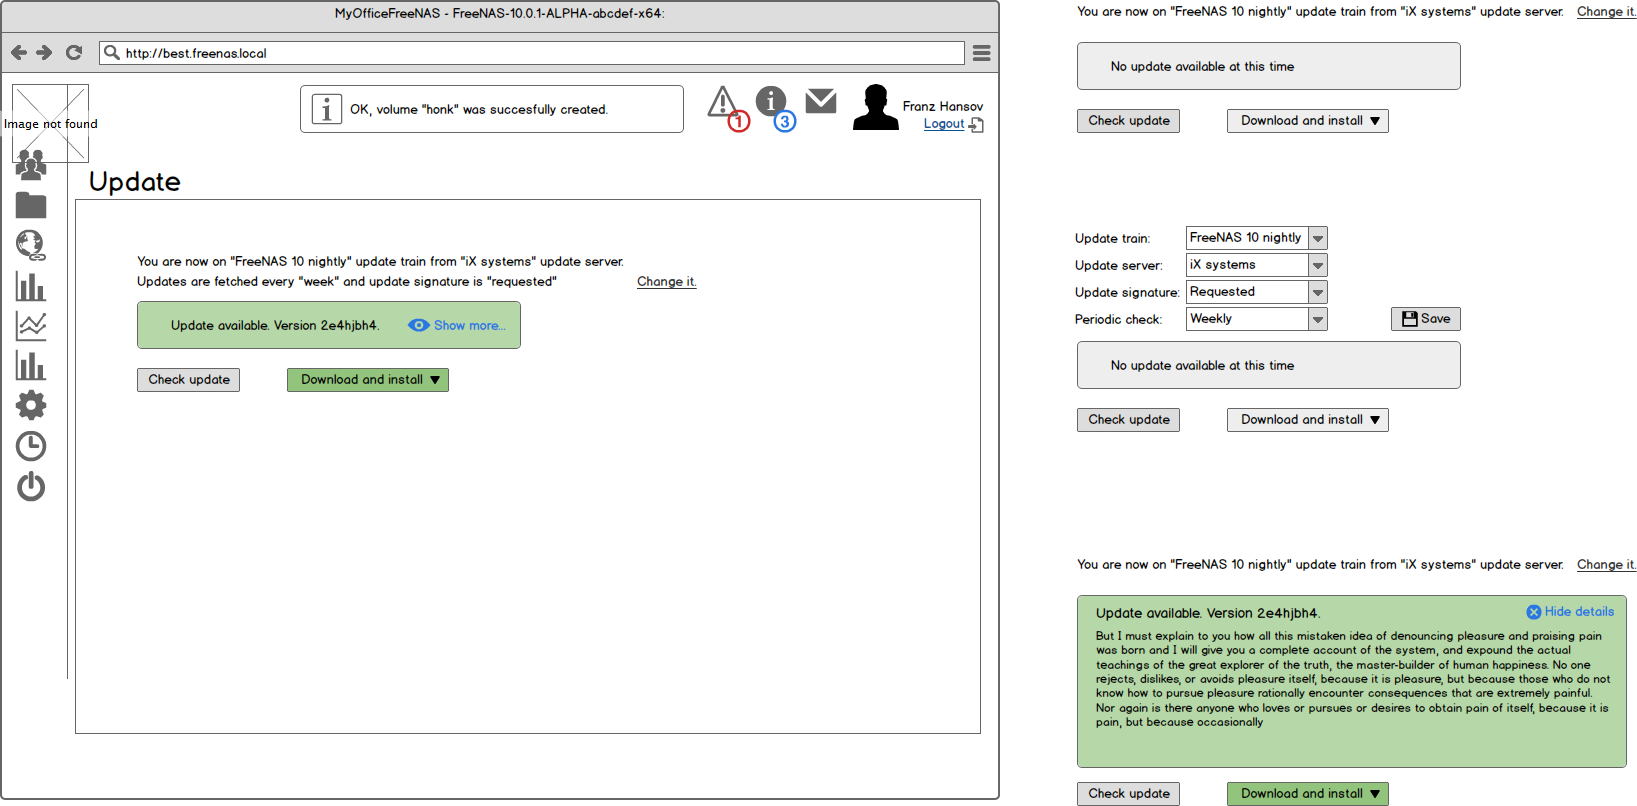 MyOfficeFreeNAS - FreeNAS-10.0.1-ALPHA-abcdef-x64:
http://best.freenas.local
Image not found
i OK, volume "honk" was succesfully created.
1
i
3
Franz Hansov
Logout
Update
You are now on "FreeNAS 10 nightly" update train from "iX systems" update server.
Updates are fetched every "week" and update signature is "requested" Change it.
Update available. Version 2e4hjbh4. Show more...
Check update Download and install
You are now on "FreeNAS 10 nightly" update train from "iX systems" update server. Change it.
No update available at this time
Check update Download and install
Update train: FreeNAS 10 nightly
Update server: iX systems
Update signature: Requested
Periodic check: Weekly Save
No update available at this time
Check update Download and install
You are now on "FreeNAS 10 nightly" update train from "iX systems" update server. Change it.
Update available. Version 2e4hjbh4. Hide details
But I must explain to you how all this mistaken idea of denouncing pleasure and praising pain
was born and I will give you a complete account of the system, and expound the actual
teachings of the great explorer of the truth, the master-builder of human happiness. No one
rejects, dislikes, or avoids pleasure itself, because it is pleasure, but because those who do not
know how to pursue pleasure rationally encounter consequences that are extremely painful.
Nor again is there anyone who loves or pursues or desires to obtain pain of itself, because it is
pain, but because occasionally
Check update Download and install